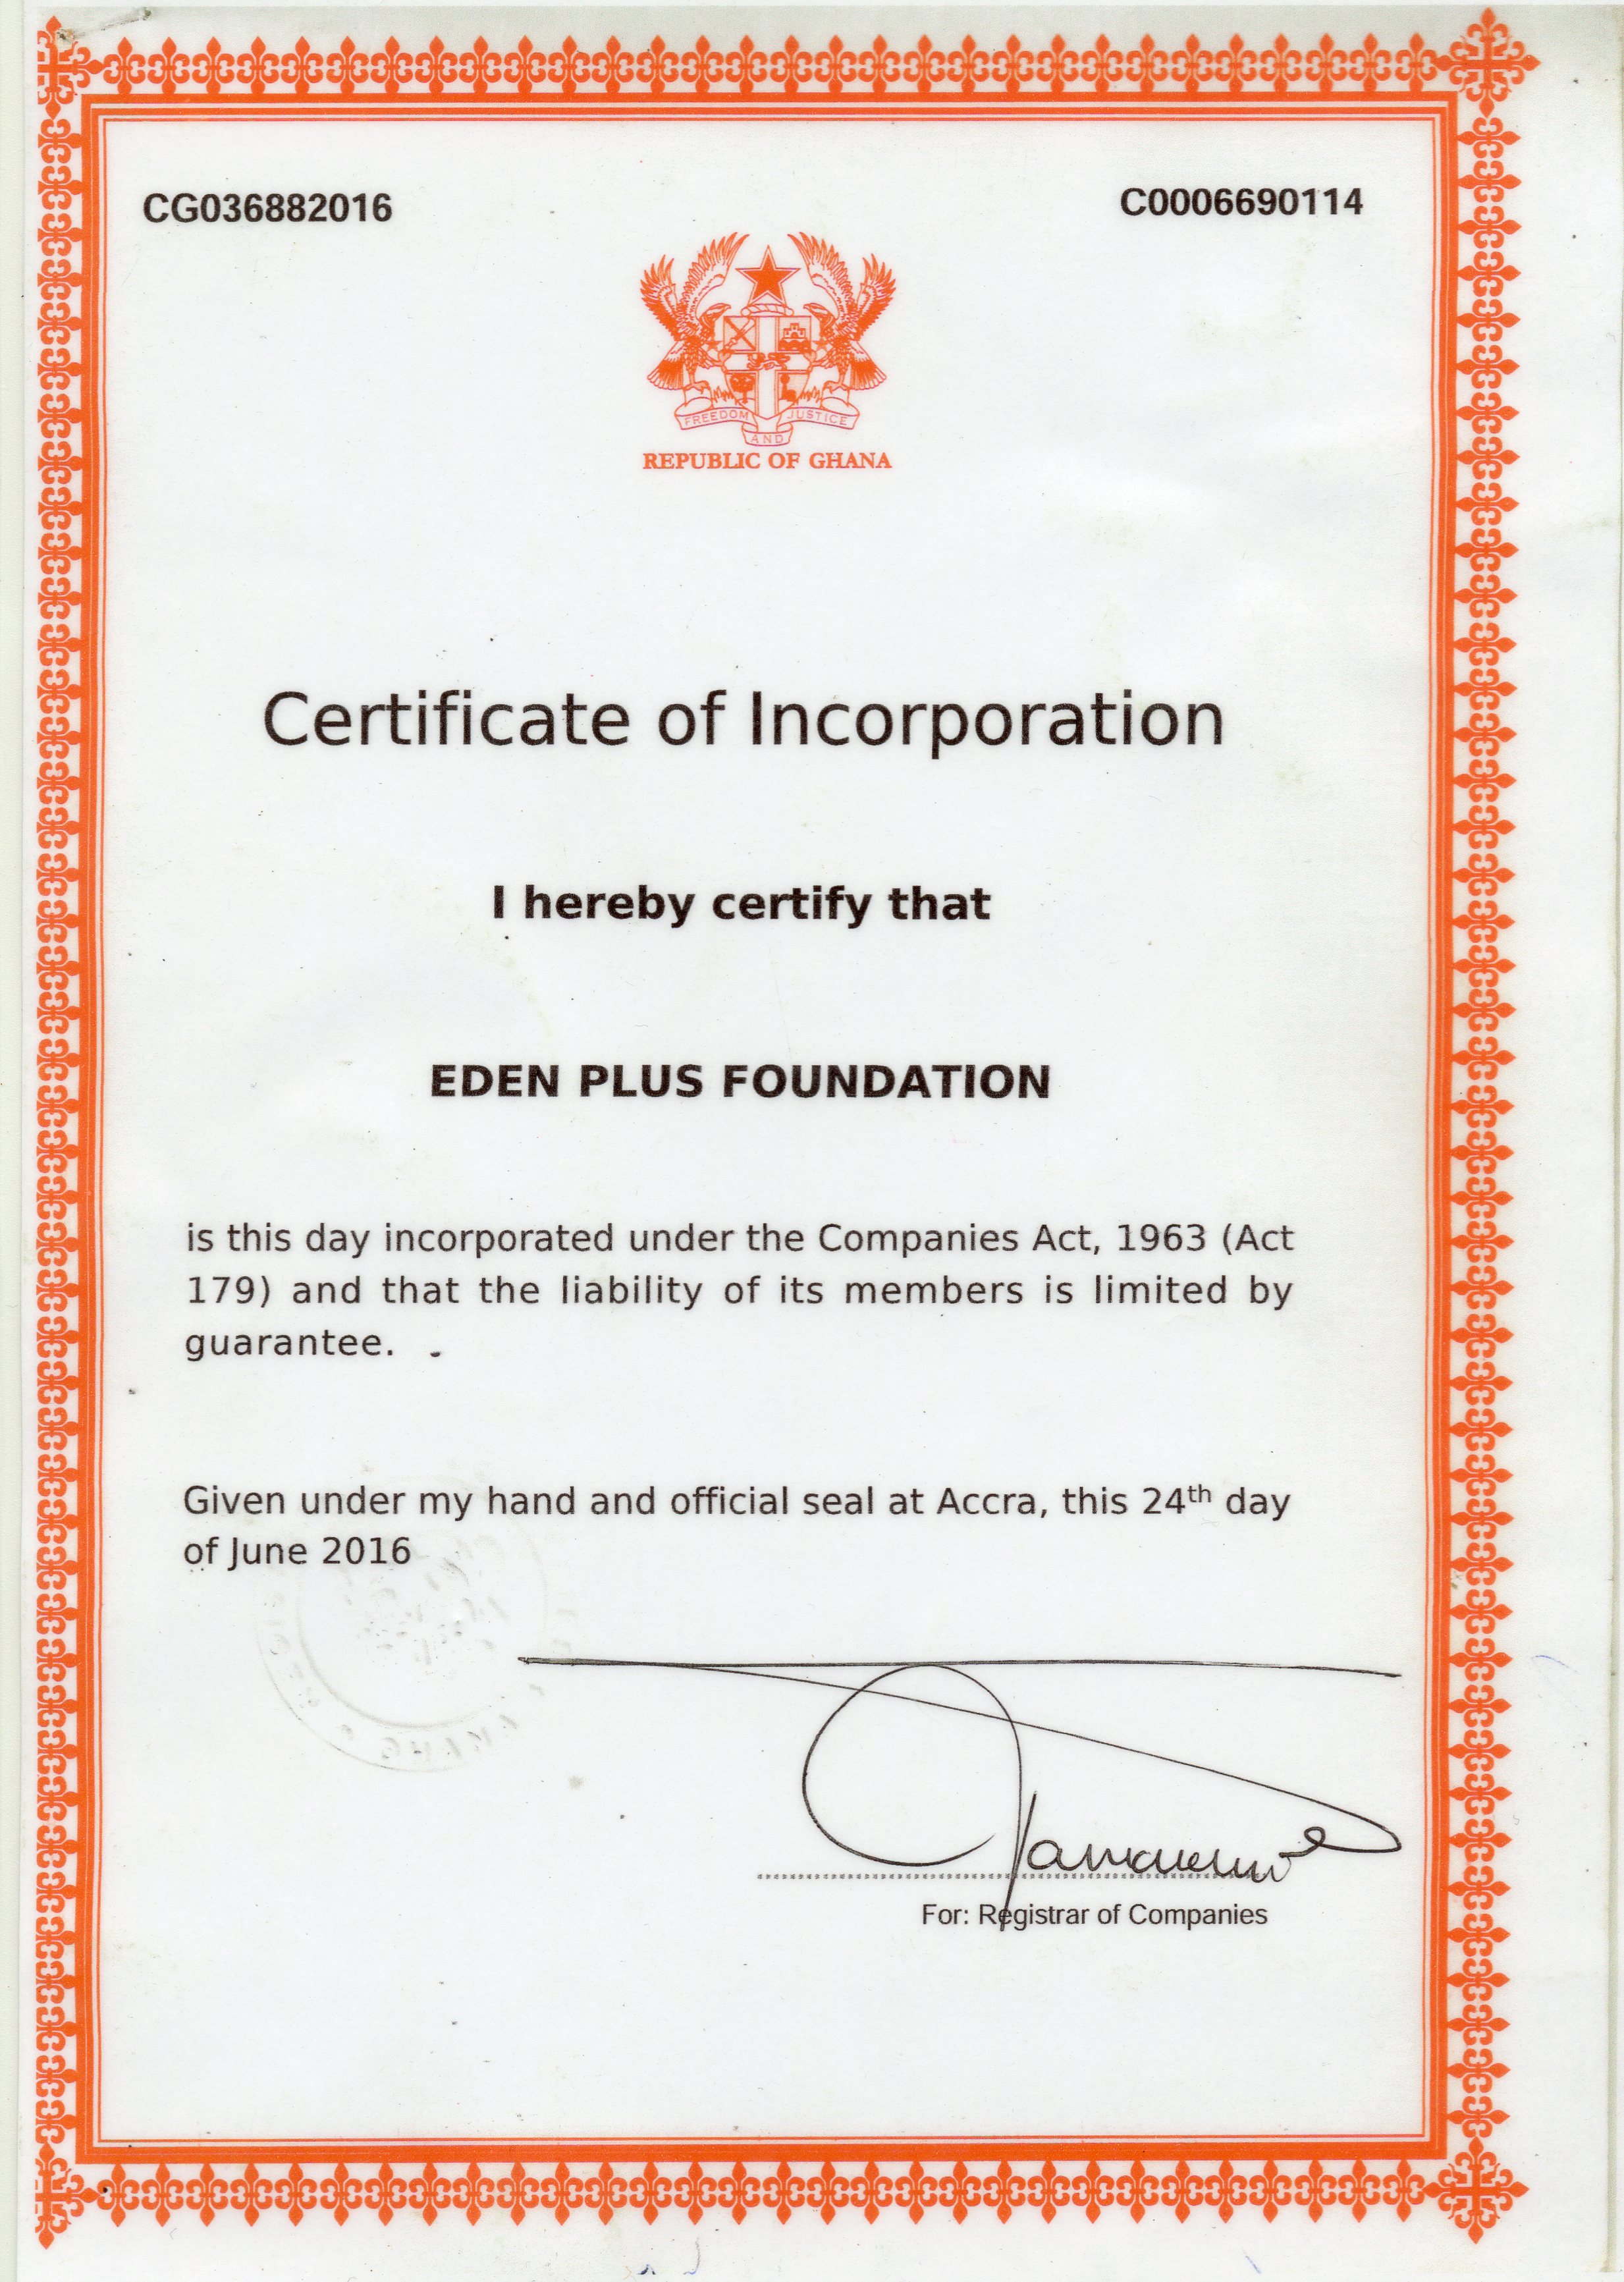 CG036882016
C0006690114
FREEDOM AND JUSTICE
REPUBLIC OF GHANA
Certificate of Incorporation
I hereby certify that
EDEN PLUS FOUNDATION
is this day incorporated under the Companies Act, 1963 (Act
179) and that the liability of its members is limited by
guarantee.
Given under my hand and official seal at Accra, this 24th day
of June 2016
For: Registrar of Companies